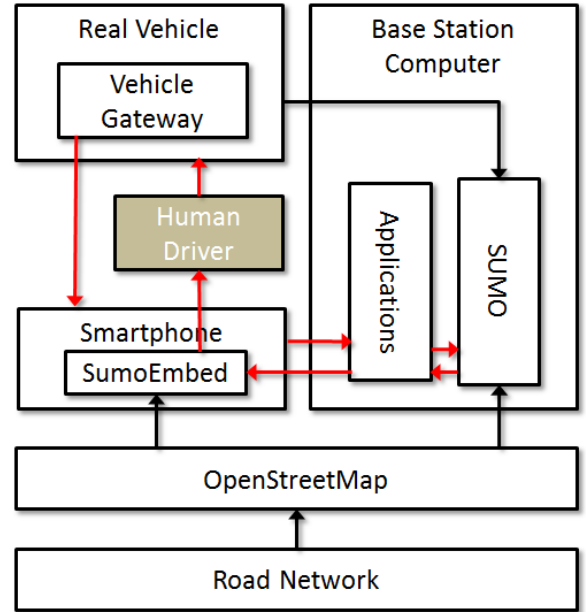 Real Vehicle
Vehicle
Gateway
Base Station
Computer
Human
Driver
Applications
SUMO
Smartphone
SumoEmbed
OpenStreetMap
Road Network